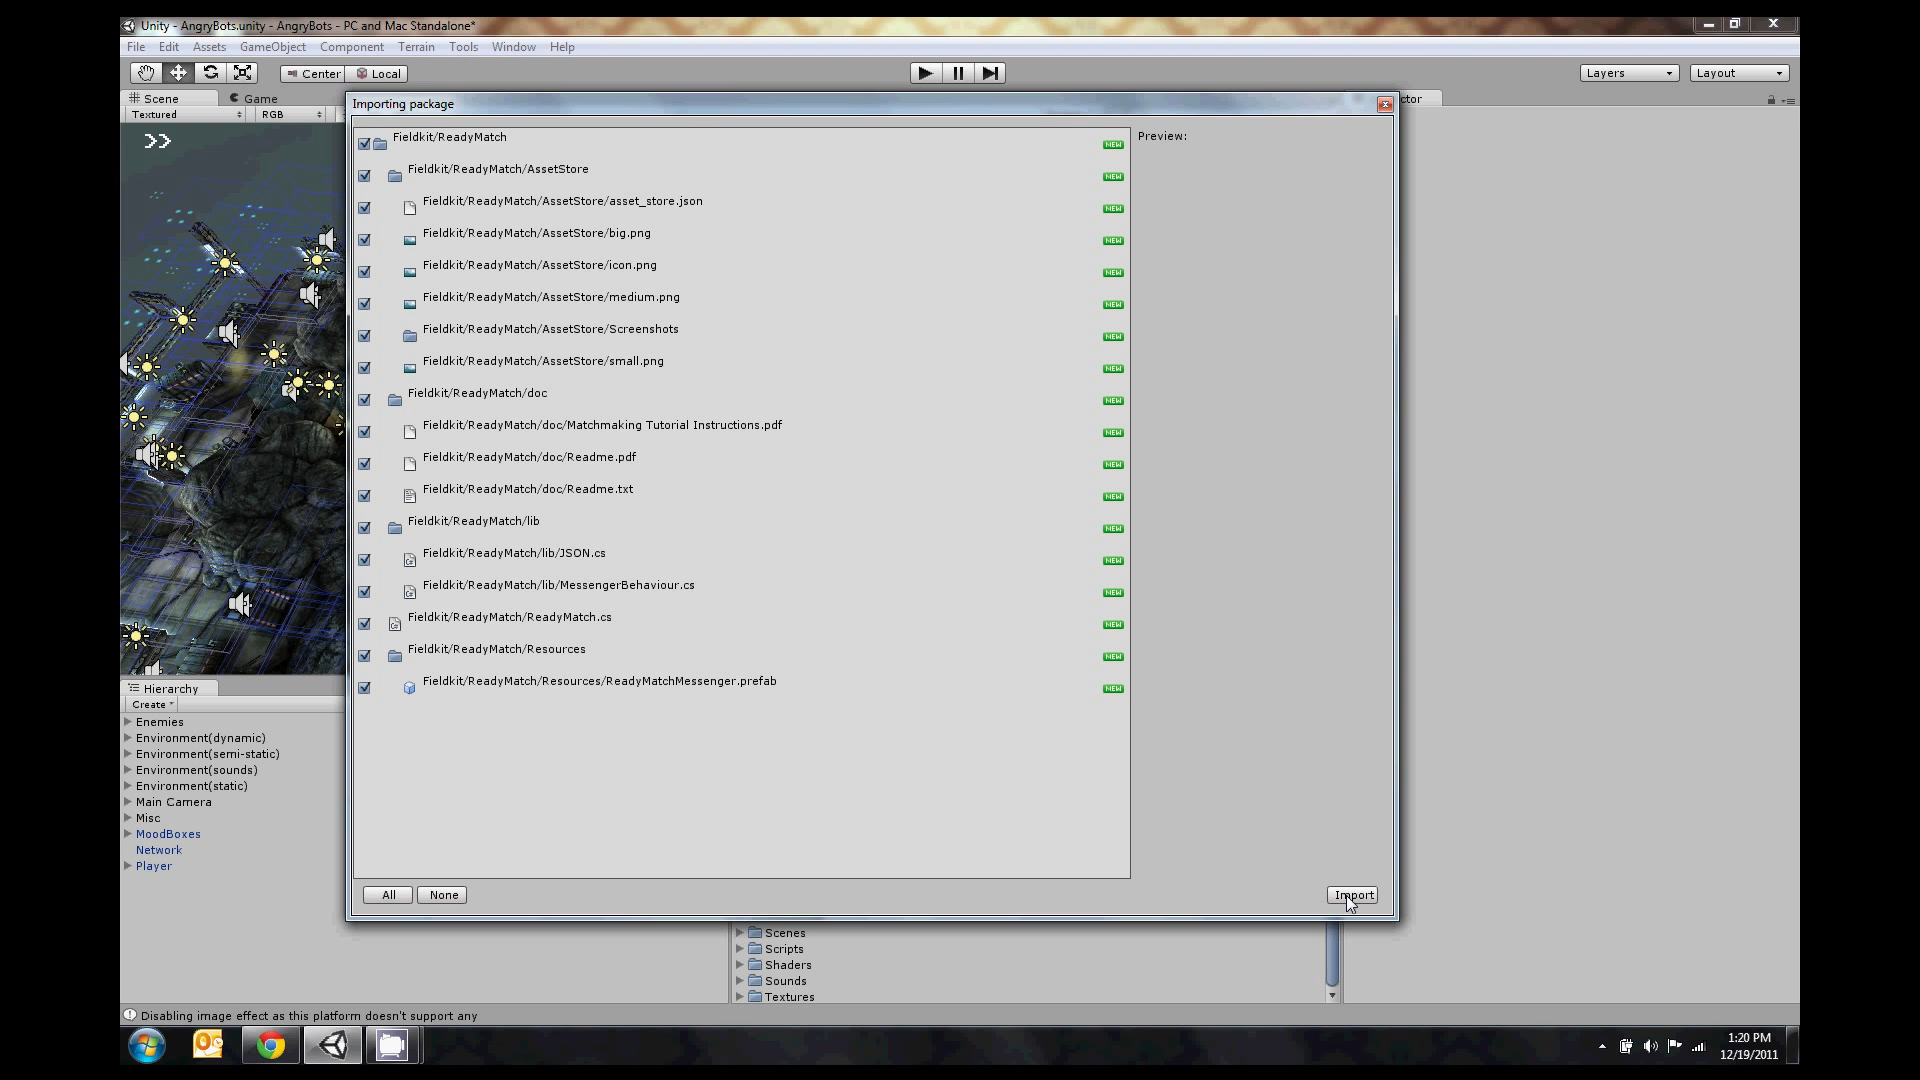 Unity - AngryBots.unity - AngryBots - PC and Mac Standalone*
File Edit Assets GameObject Component Terrain Tools Window Help
Center Local Layers Layout
Scene Game
Textured RGB
Importing package
ctor
Fieldkit/ReadyMatch NEW
Preview:
Fieldkit/ReadyMatch/AssetStore NEW
Fieldkit/ReadyMatch/AssetStore/asset_store.json NEW
Fieldkit/ReadyMatch/AssetStore/big.png NEW
Fieldkit/ReadyMatch/AssetStore/icon.png NEW
Fieldkit/ReadyMatch/AssetStore/medium.png NEW
Fieldkit/ReadyMatch/AssetStore/Screenshots NEW
Fieldkit/ReadyMatch/AssetStore/small.png NEW
Fieldkit/ReadyMatch/doc NEW
Fieldkit/ReadyMatch/doc/Matchmaking Tutorial Instructions.pdf NEW
Fieldkit/ReadyMatch/doc/Readme.pdf NEW
Fieldkit/ReadyMatch/doc/Readme.txt NEW
Fieldkit/ReadyMatch/lib NEW
Fieldkit/ReadyMatch/lib/JSON.cs NEW
Fieldkit/ReadyMatch/lib/MessengerBehaviour.cs NEW
Fieldkit/ReadyMatch/ReadyMatch.cs NEW
Fieldkit/ReadyMatch/Resources NEW
Fieldkit/ReadyMatch/Resources/ReadyMatchMessenger.prefab NEW
All None Import
Hierarchy
Create
Enemies
Environment(dynamic)
Environment(semi-static)
Environment(sounds)
Environment(static)
Main Camera
Misc
MoodBoxes
Network
Player
Scenes
Scripts
Shaders
Sounds
Textures
Disabling image effect as this platform doesn't support any
1:20 PM
12/19/2011